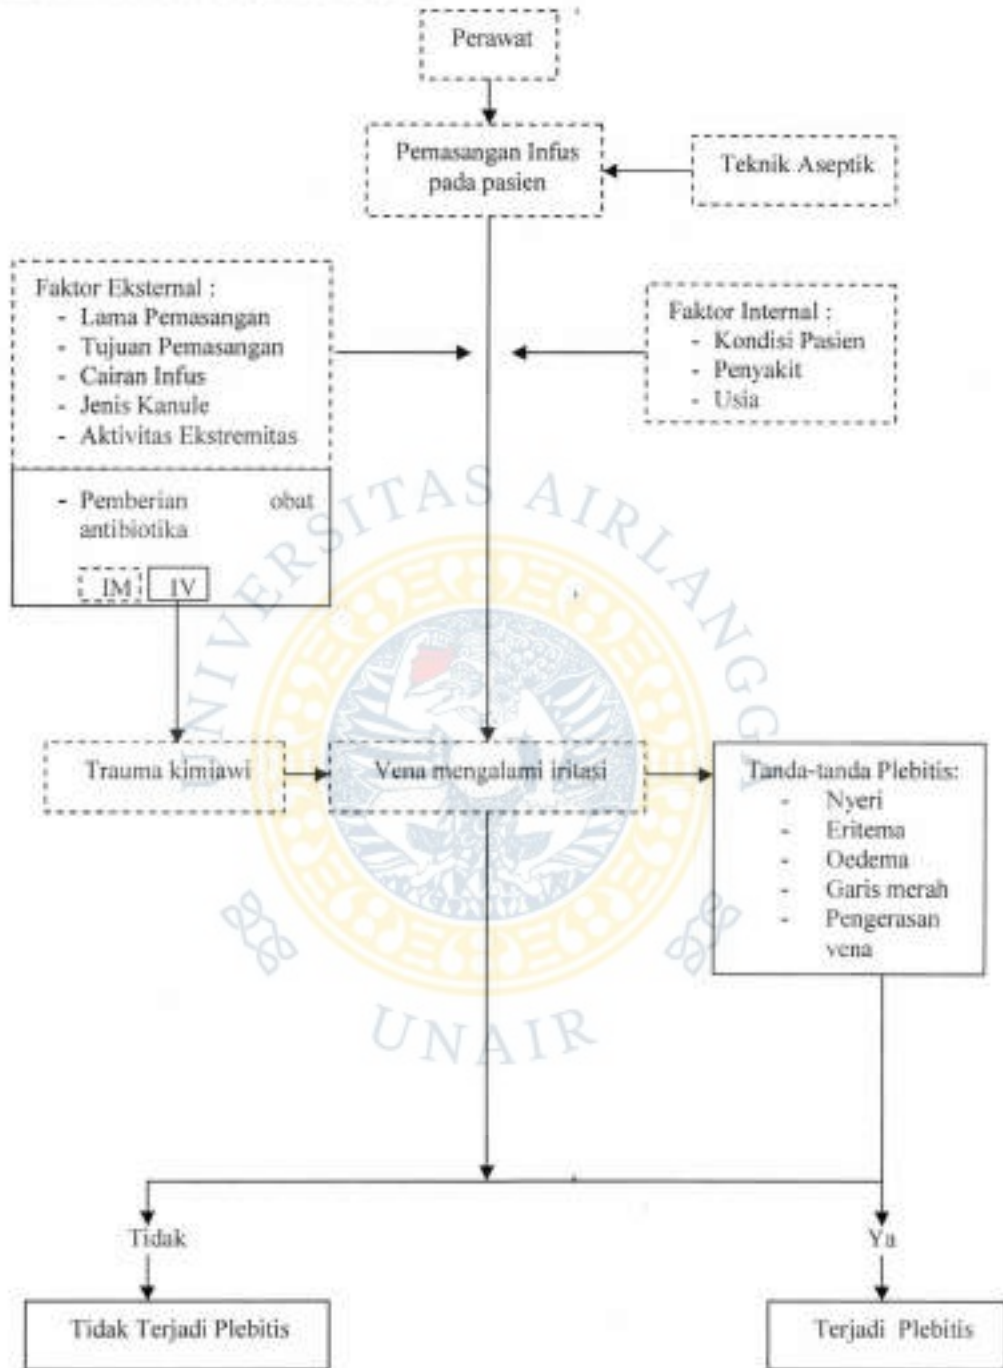 Perawat
Pemasangan Infus
pada pasien
Teknik Aseptik
Faktor Eksternal :
- Lama Pemasangan
- Tujuan Pemasangan
- Cairan Infus
- Jenis Kanule
- Aktivitas Ekstremitas
Faktor Internal :
- Kondisi Pasien
- Penyakit
- Usia
- Pemberian obat
antibiotika
IM IV
UNIVERSITAS AIRLANGGA
Trauma kimiawi
Vena mengalami iritasi
Tanda-tanda Plebitis:
- Nyeri
- Eritema
- Oedema
- Garis merah
- Pengerasan
vena
UNAIR
Tidak
Ya
Tidak Terjadi Plebitis
Terjadi Plebitis